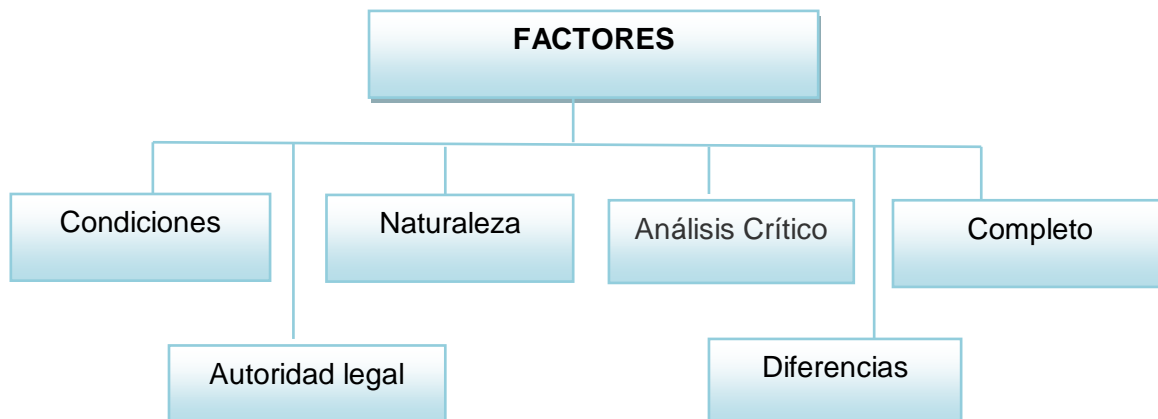 FACTORES
Condiciones
Naturaleza
Análisis Crítico
Completo
Autoridad legal
Diferencias